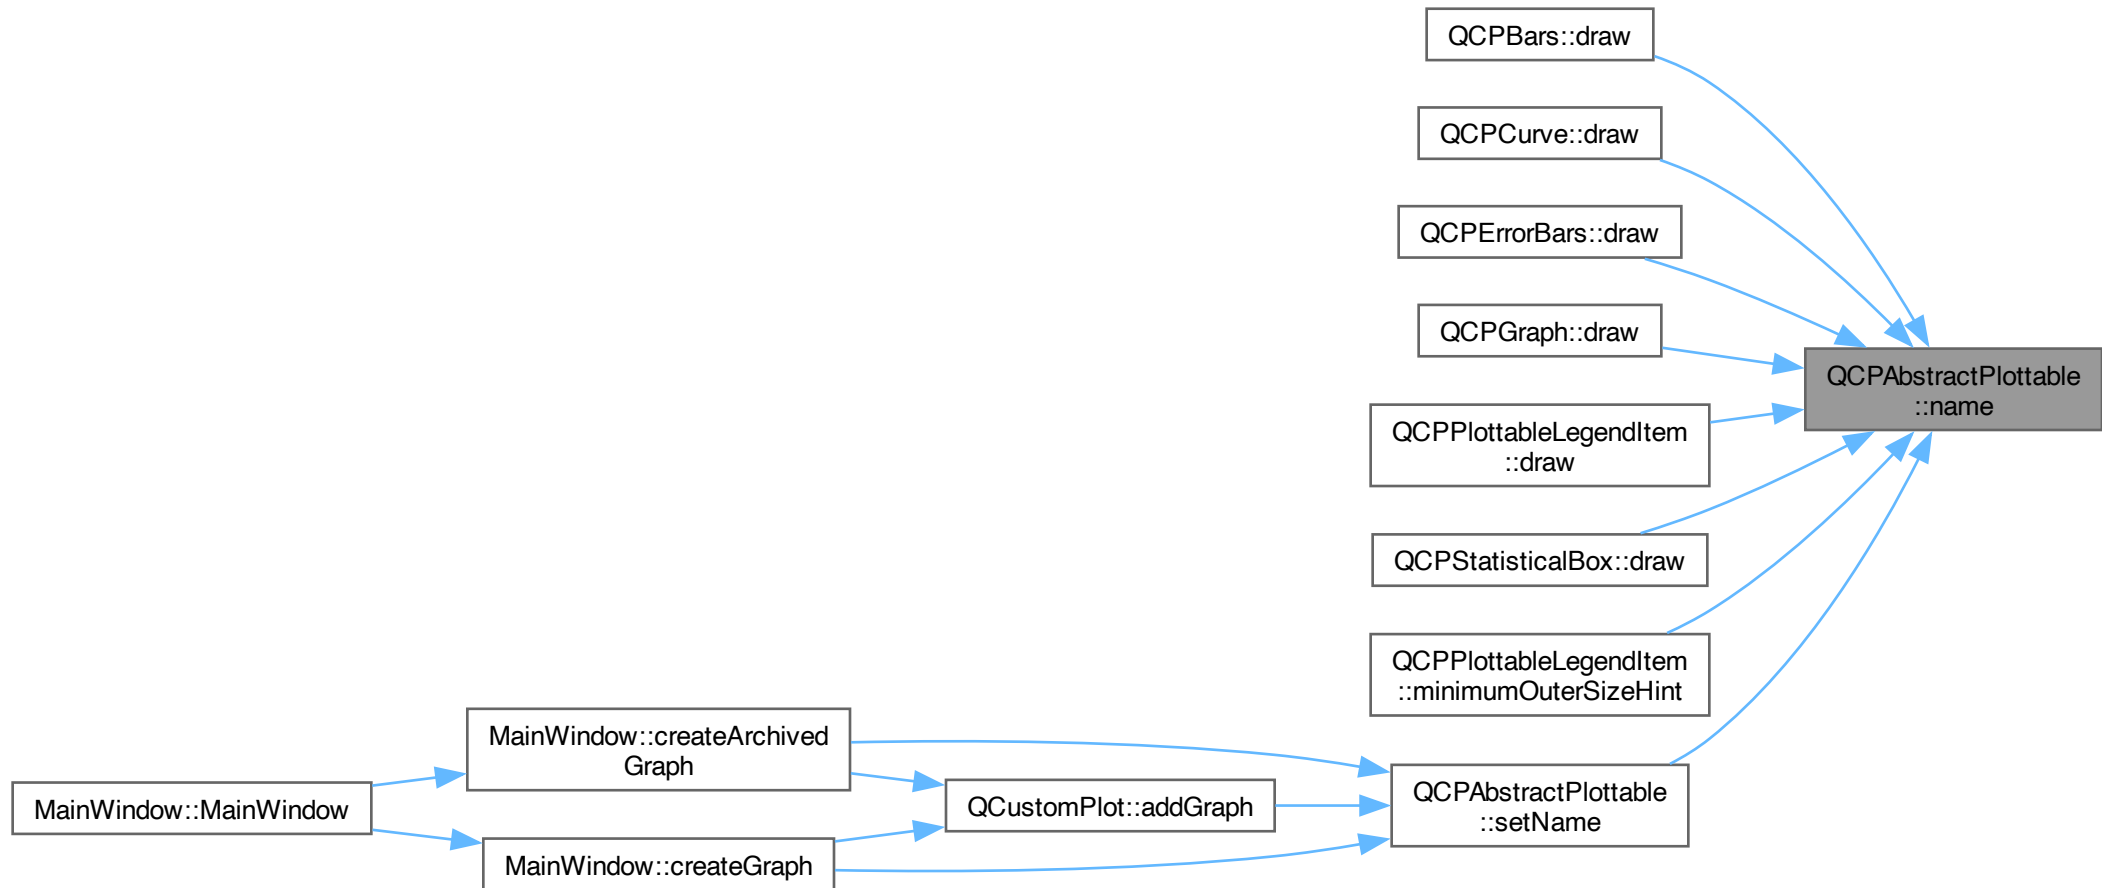 QCPBars::draw
QCPCurve::draw
QCPErrorBars::draw
QCPGraph::draw
QCPAbstractPlottable
::name
QCPPlottableLegendItem
::draw
QCPStatisticalBox::draw
QCPPlottableLegendItem
::minimumOuterSizeHint
MainWindow::createArchived
Graph
MainWindow::MainWindow
QCustomPlot::addGraph
QCPAbstractPlottable
::setName
MainWindow::createGraph